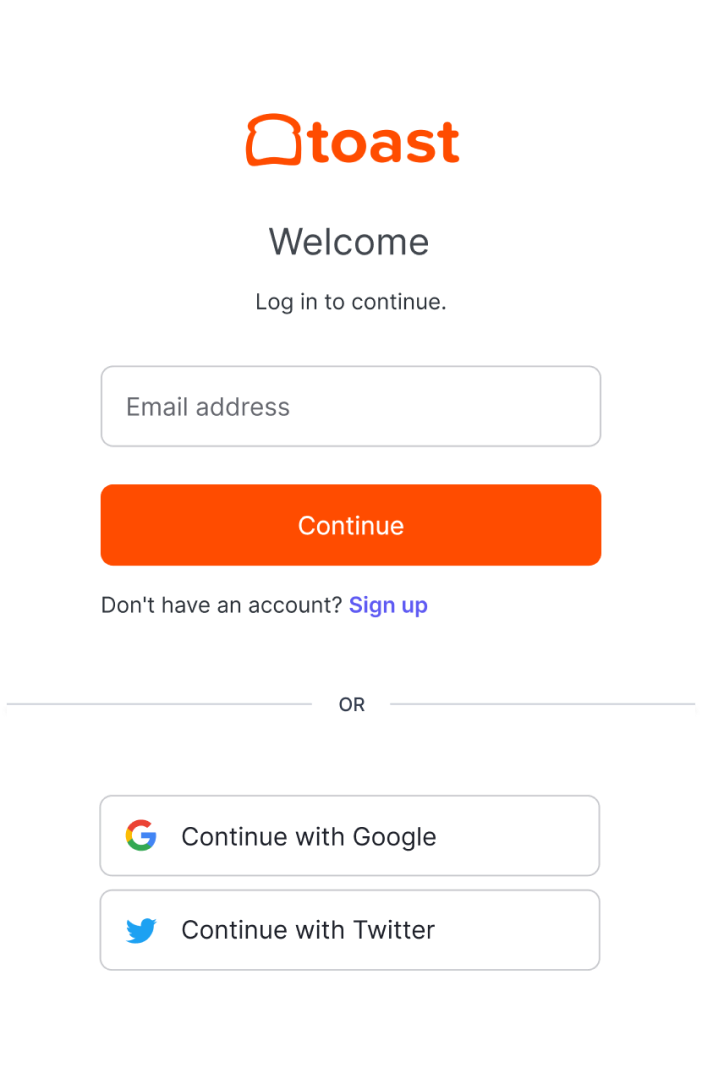 toast
Welcome
Log in to continue.
Email address
Continue
Don't have an account? Sign up
OR
Continue with Google
Continue with Twitter